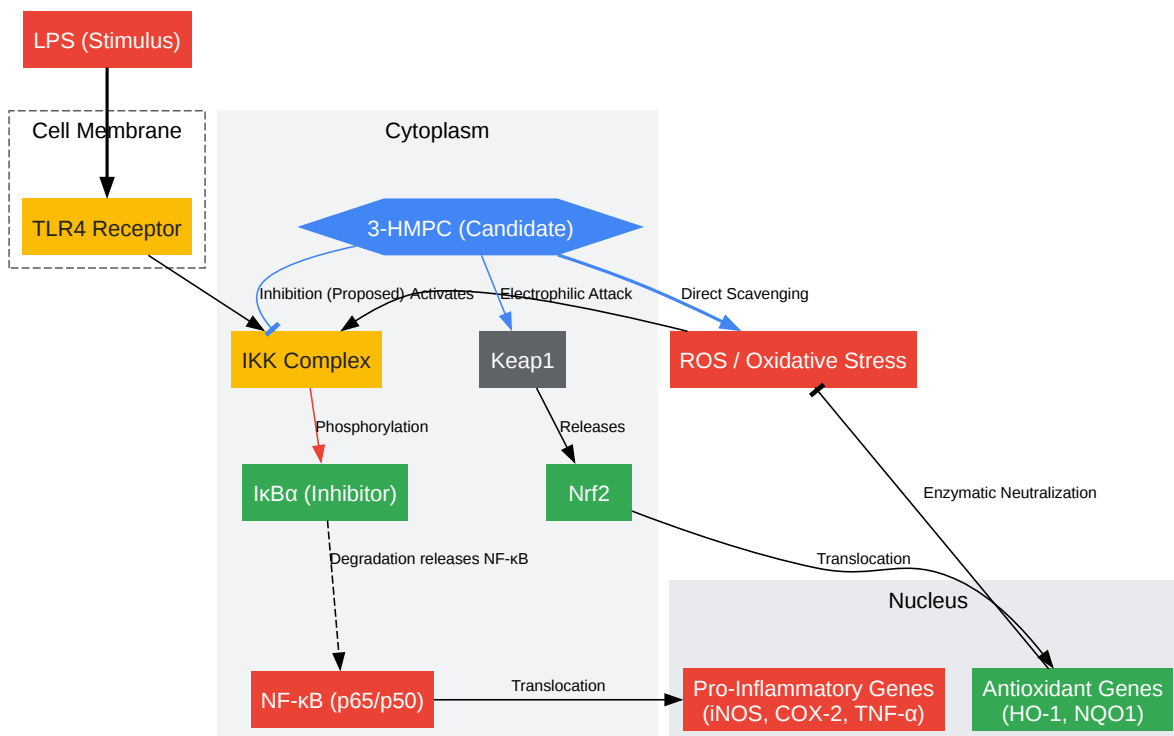 LPS (Stimulus)
Cell Membrane
Cytoplasm
TLR4 Receptor
3-HMPC (Candidate)
Inhibition (Proposed)
Activates
Electrophilic Attack
Direct Scavenging
IKK Complex
Keap1
ROS / Oxidative Stress
Phosphorylation
Releases
IκBα (Inhibitor)
Nrf2
Enzymatic Neutralization
Degradation releases NF-κB
Translocation
Nucleus
NF-κB (p65/p50)
Translocation
Pro-Inflammatory Genes
(iNOS, COX-2, TNF-α)
Antioxidant Genes
(HO-1, NQO1)